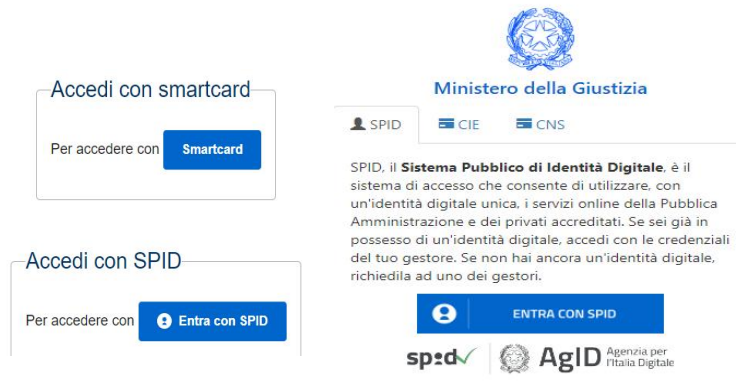 Accedi con smartcard
Per accedere con Smartcard
Accedi con SPID
Per accedere con Entra con SPID
Ministero della Giustizia
SPID CIE CNS
SPID, il Sistema Pubblico di Identità Digitale, è il
sistema di accesso che consente di utilizzare, con
un'identità digitale unica, i servizi online della Pubblica
Amministrazione e dei privati accreditati. Se sei già in
possesso di un'identità digitale, accedi con le credenziali
del tuo gestore. Se non hai ancora un'identità digitale,
richiedila ad uno dei gestori.
ENTRA CON SPID
spid AgID Agenzia per
l'Italia Digitale